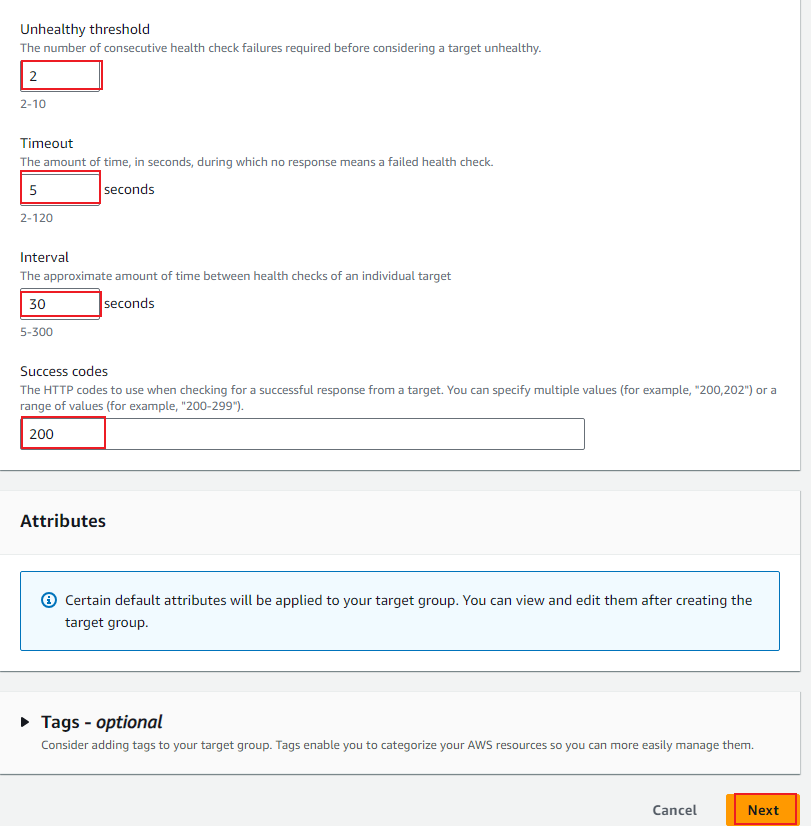 Unhealthy threshold
The number of consecutive health check failures required before considering a target unhealthy.
2
2-10
Timeout
The amount of time, in seconds, during which no response means a failed health check.
5 seconds
2-120
Interval
The approximate amount of time between health checks of an individual target
30 seconds
5-300
Success codes
The HTTP codes to use when checking for a successful response from a target. You can specify multiple values (for example, "200,202") or a
range of values (for example, "200-299").
200
Attributes
Certain default attributes will be applied to your target group. You can view and edit them after creating the
target group.
Tags - optional
Consider adding tags to your target group. Tags enable you to categorize your AWS resources so you can more easily manage them.
Cancel Next